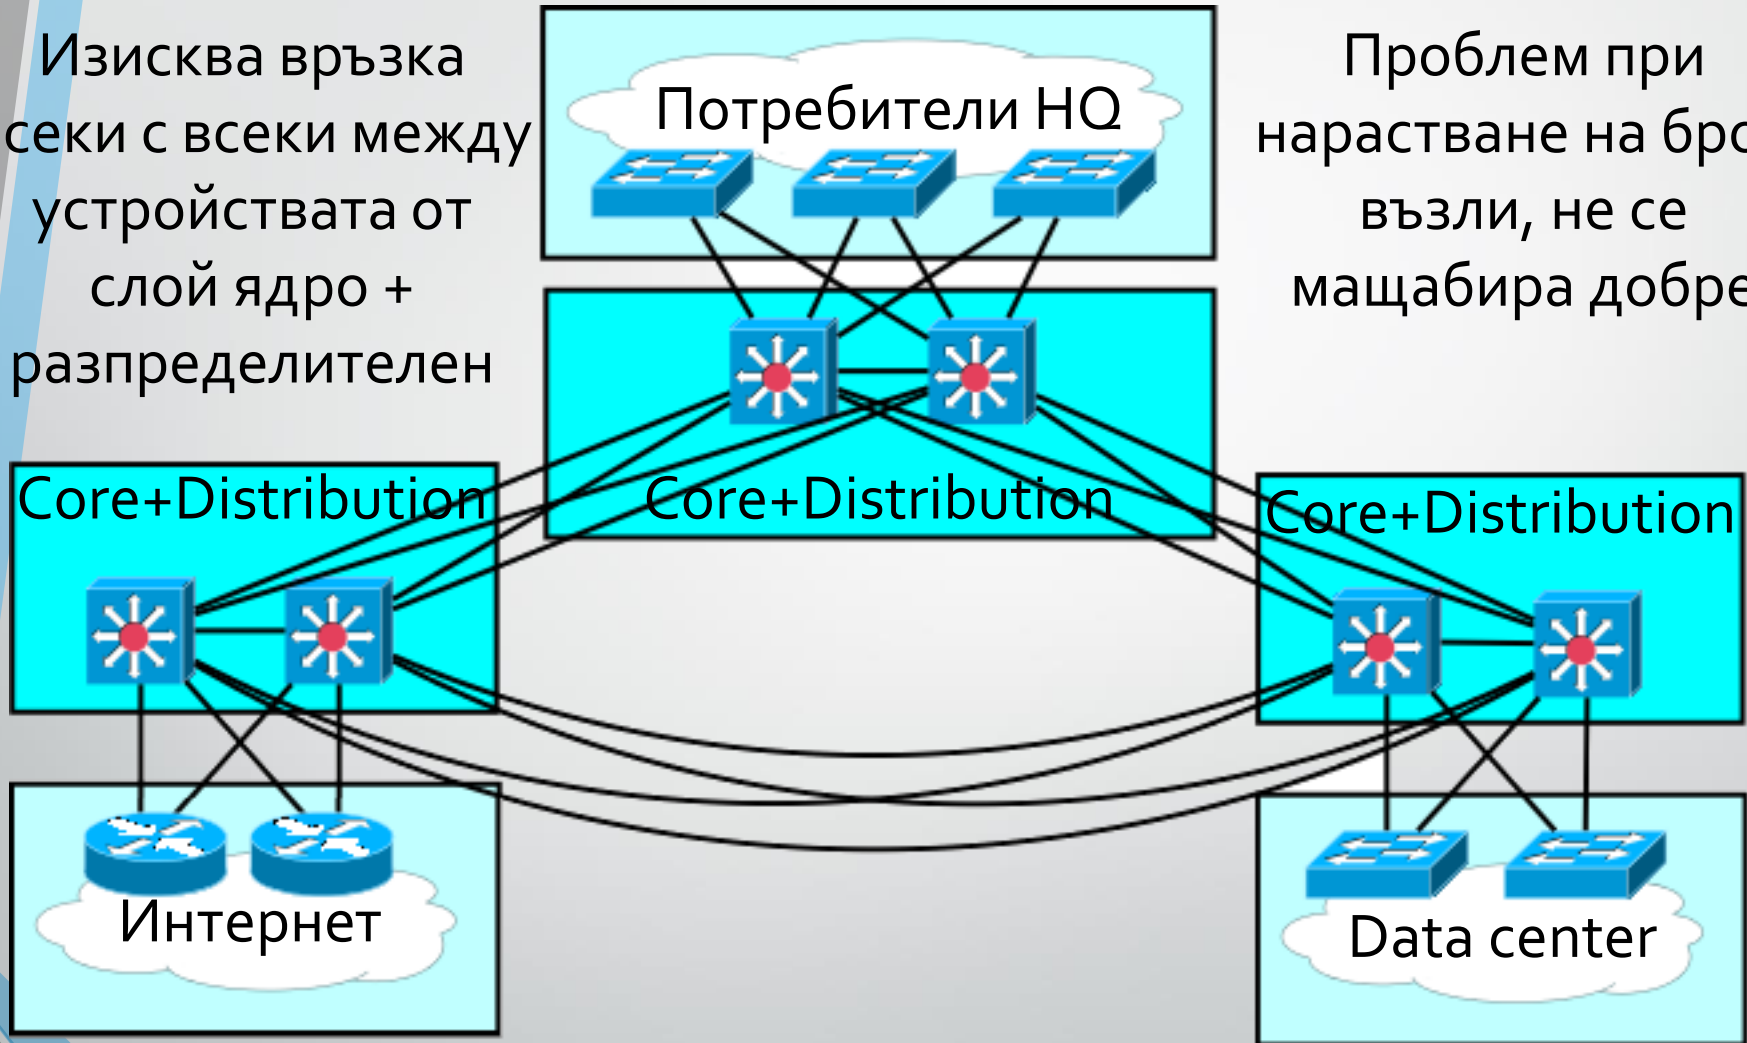 Изисква връзка
секи с всеки между
устройствата от
слой ядро +
разпределителен
Потребители HQ
Проблем при
нарастване на бро
възли, не се
мащабира добре
Core+Distribution
Core+Distribution
Core+Distribution
Интернет
Data center